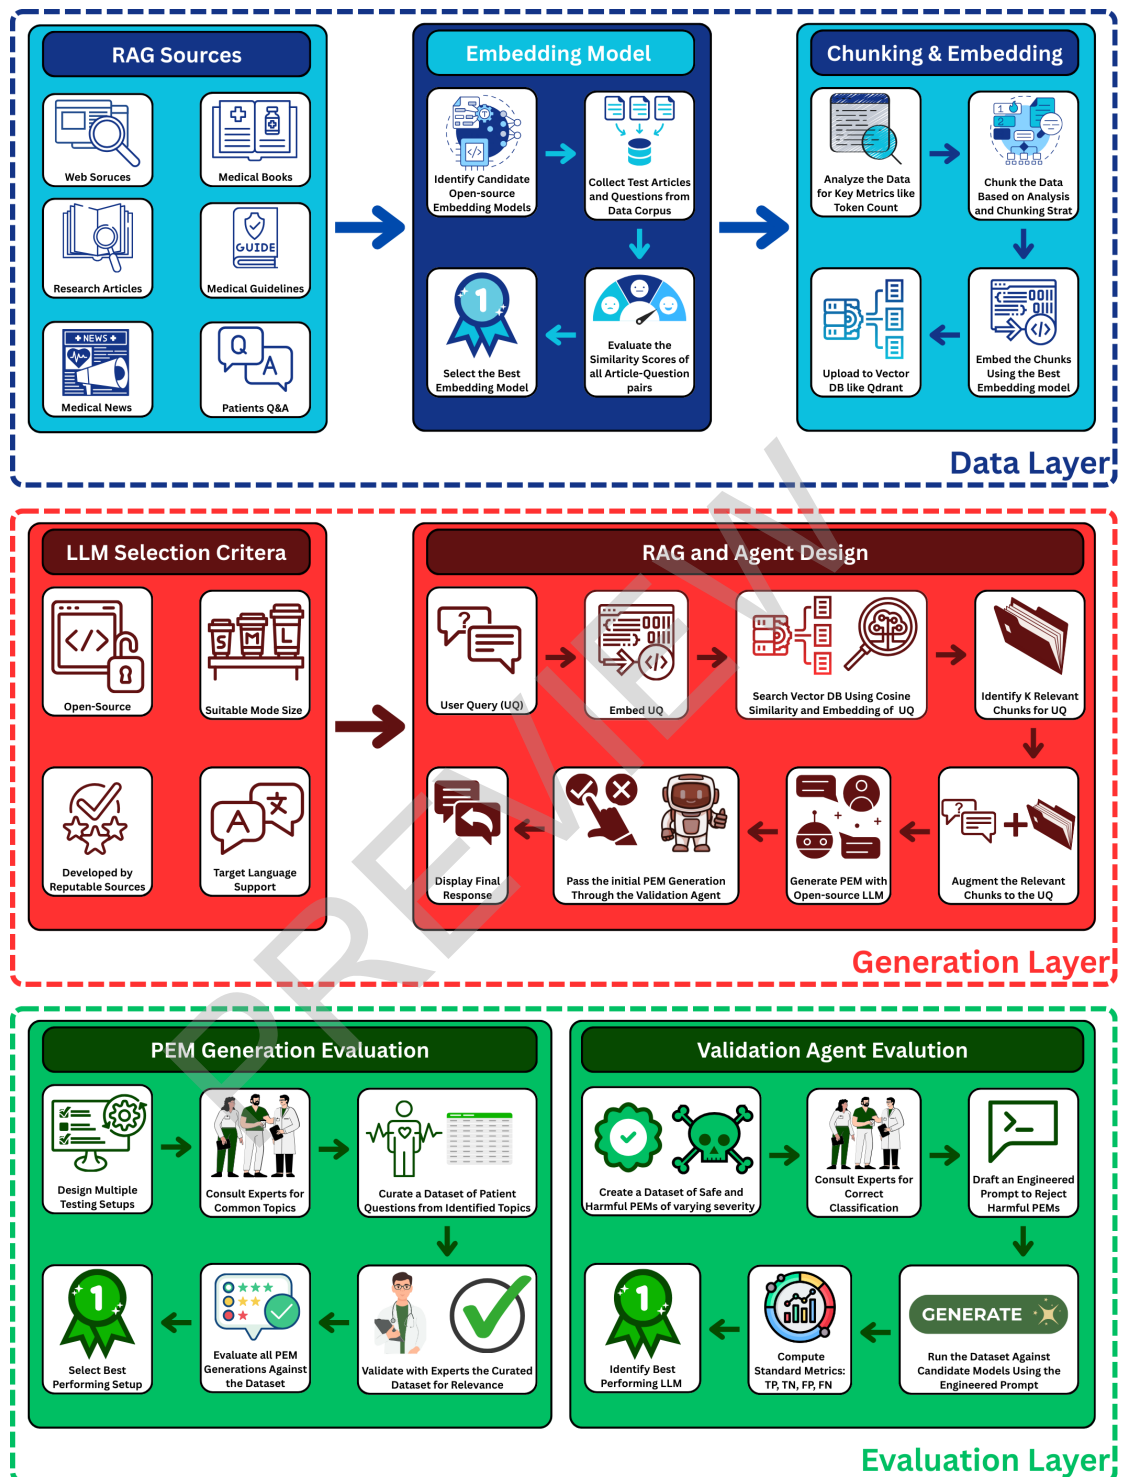 RAG Sources
Web Soruces
Medical Books
Research Articles
GUIDE
Medical Guidelines
+ NEWS +
Medical News
Q
A
Patients Q&A
Embedding Model
Identify Candidate
Open-source
Embedding Models
Collect Test Articles
and Questions from
Data Corpus
1
Select the Best
Embedding Model
Evaluate the
Similarity Scores of
all Article-Question
pairs
Chunking & Embedding
Analyze the Data
for Key Metrics like
Token Count
1
2
Chunk the Data
Based on Analysis
and Chunking Strat
Upload to Vector
DB like Qdrant
Embed the Chunks
Using the Best
Embedding model
Data Layer
LLM Selection Critera
Open-Source
S M L
Suitable Mode Size
Developed by
Reputable Sources
A 文
Target Language
Support
RAG and Agent Design
?
User Query (UQ)
Embed UQ
Search Vector DB Using Cosine
Similarity and Embedding of UQ
Identify K Relevant
Chunks for UQ
Display Final
Response
Pass the initial PEM Generation
Through the Validation Agent
Generate PEM with
Open-source LLM
?
+
Augment the Relevant
Chunks to the UQ
Generation Layer
PREVIEW
PEM Generation Evaluation
Design Multiple
Testing Setups
Consult Experts for
Common Topics
Curate a Dataset of Patient
Questions from Identified Topics
1
Select Best
Performing Setup
Evaluate all PEM
Generations Against
the Dataset
Validate with Experts the Curated
Dataset for Relevance
Validation Agent Evalution
Create a Dataset of Safe and
Harmful PEMs of varying severity
Consult Experts for
Correct
Classification
Draft an Engineered
Prompt to Reject
Harmful PEMs
1
Identify Best
Performing LLM
Compute
Standard Metrics:
TP, TN, FP, FN
GENERATE
Run the Dataset Against
Candidate Models Using the
Engineered Prompt
Evaluation Layer